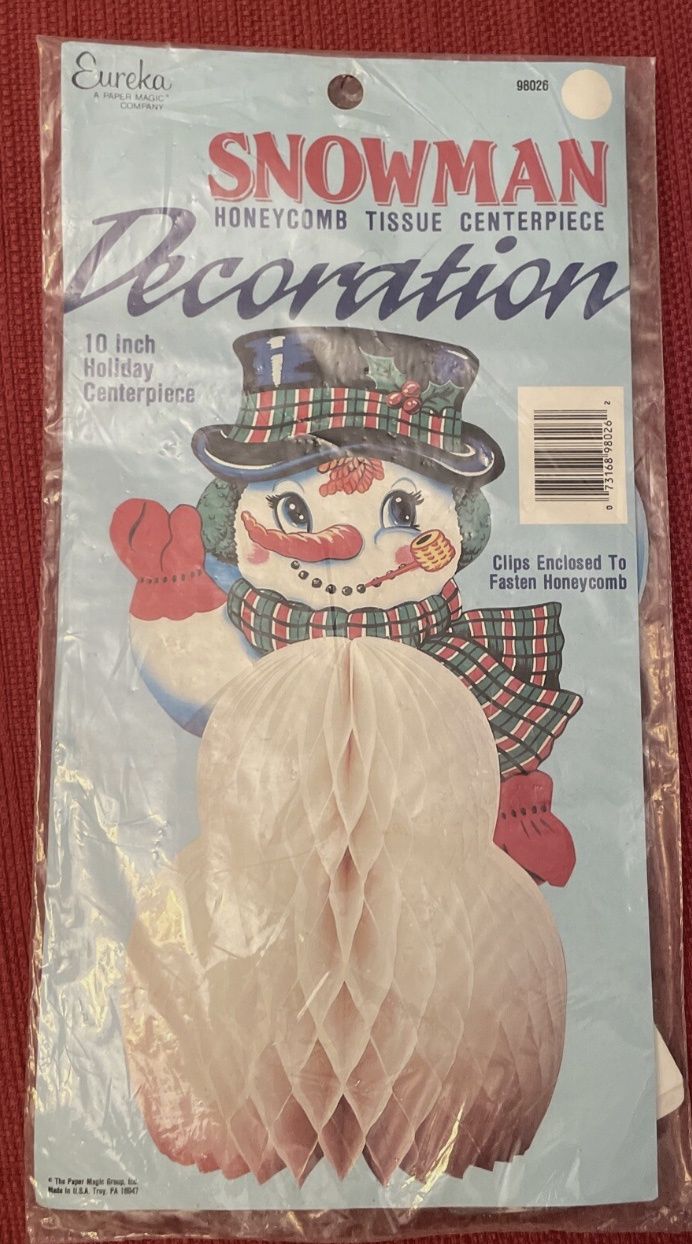 Eureka
A PAPER MAGIC™
COMPANY
98026
SNOWMAN
HONEYCOMB TISSUE CENTERPIECE
Decoration
10 Inch
Holiday
Centerpiece
0 73168 98026 2
Clips Enclosed To
Fasten Honeycomb
© The Paper Magic Group, Inc.
Made in U.S.A. Troy, PA 16947